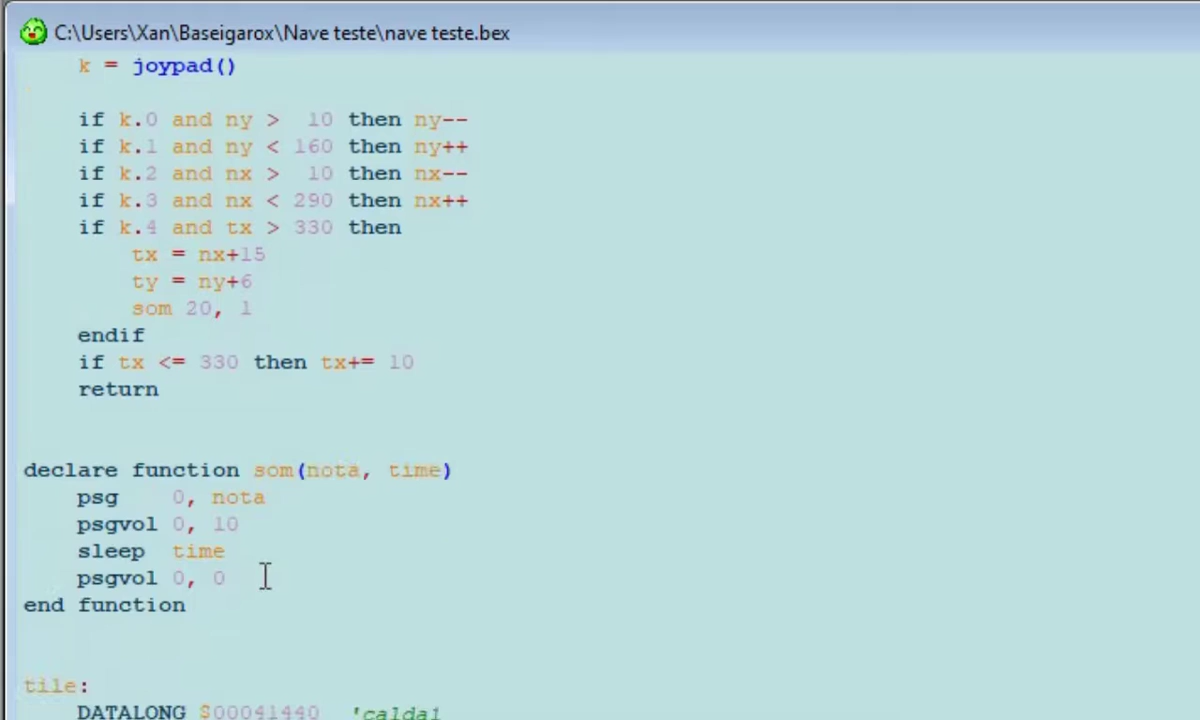 C:\Users\Xan\Baseigarox\Nave teste\nave teste.bex
k = joypad()
if k.0 and ny >  10 then ny--
if k.1 and ny < 160 then ny++
if k.2 and nx >  10 then nx--
if k.3 and nx < 290 then nx++
if k.4 and tx > 330 then
tx = nx+15
ty = ny+6
som 20, 1
endif
if tx <= 330 then tx+= 10
return
declare function som(nota, time)
psg    0, nota
psgvol 0, 10
sleep  time
psgvol 0, 0
end function
tile:
DATALONG $00041440  'calda1